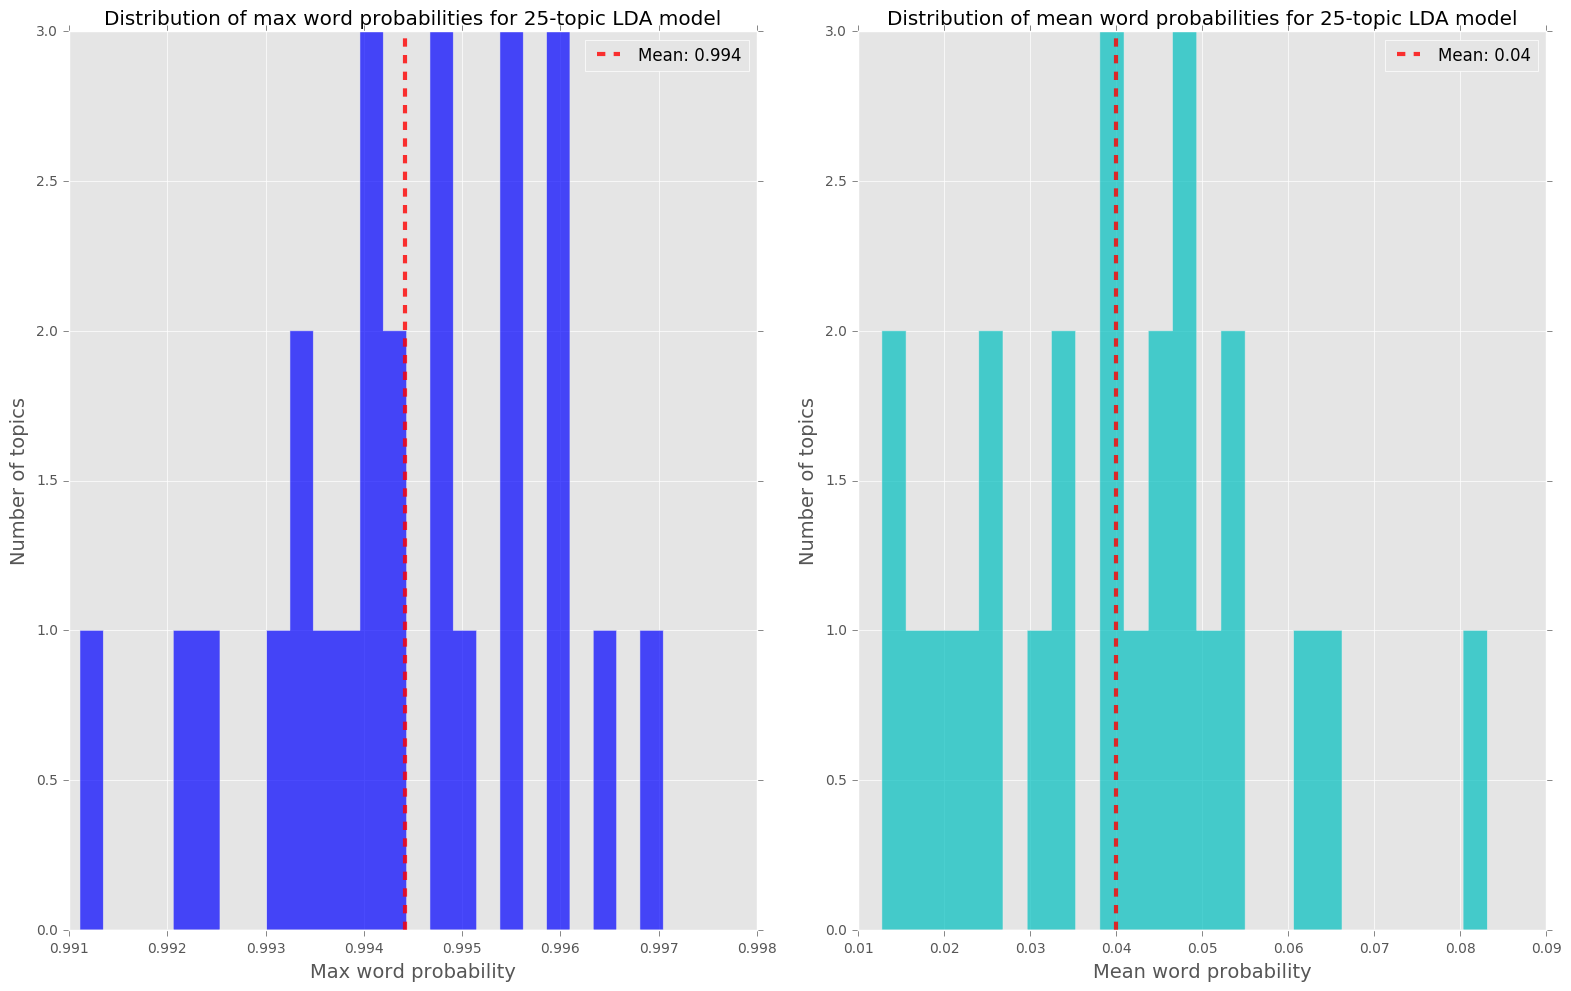 Distribution of max word probabilities for 25-topic LDA model
Mean: 0.994
3.0
2.5
2.0
1.5
1.0
0.5
0.0
Number of topics
0.991 0.992 0.993 0.994 0.995 0.996 0.997 0.998
Max word probability
Distribution of mean word probabilities for 25-topic LDA model
Mean: 0.04
3.0
2.5
2.0
1.5
1.0
0.5
0.0
Number of topics
0.01 0.02 0.03 0.04 0.05 0.06 0.07 0.08 0.09
Mean word probability